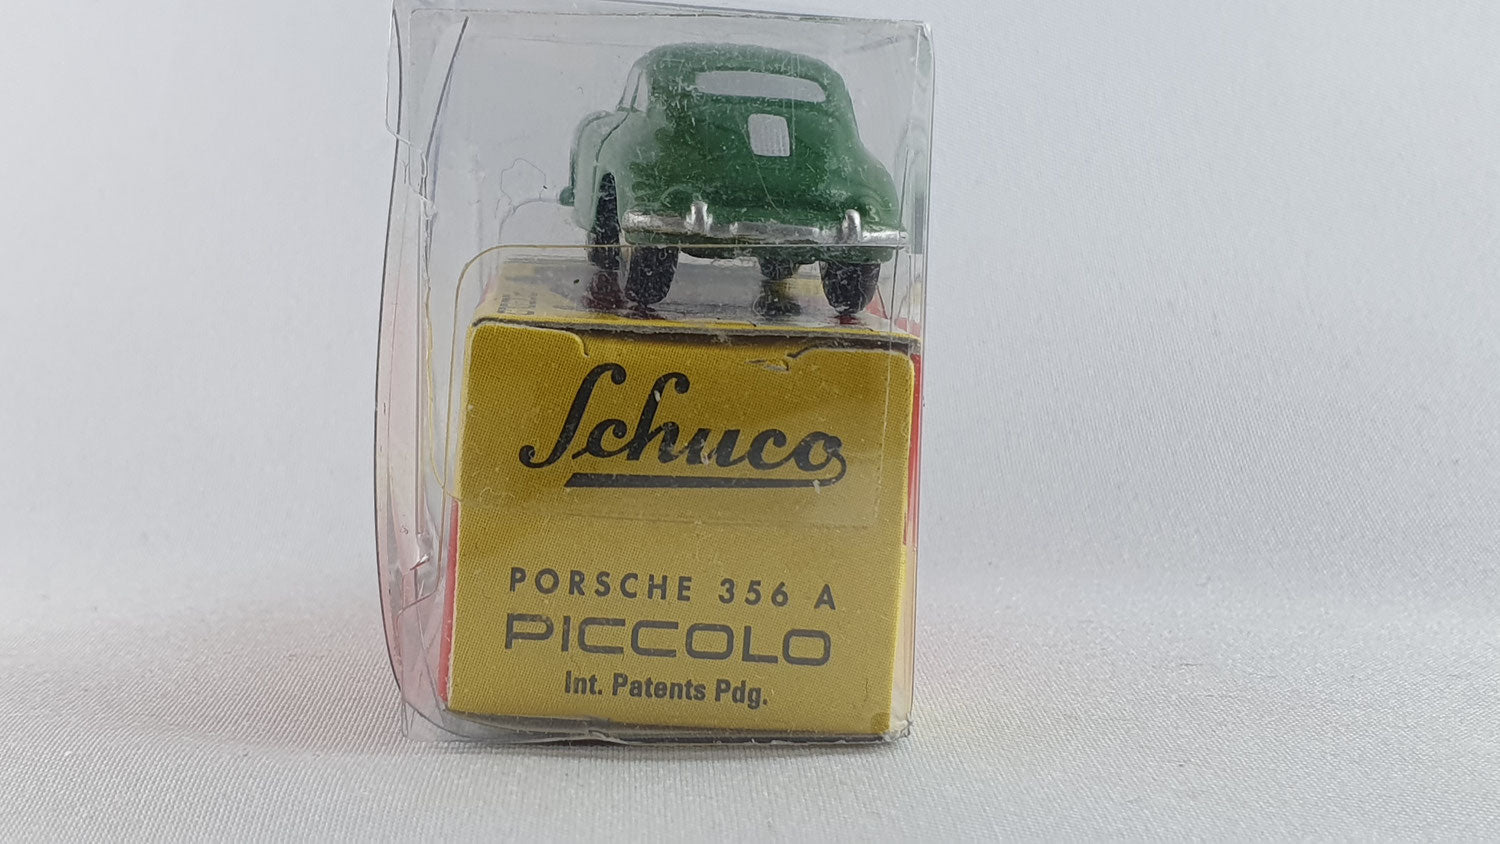 Schuco
PORSCHE 356 A
PICCOLO
Int. Patents Pdg.